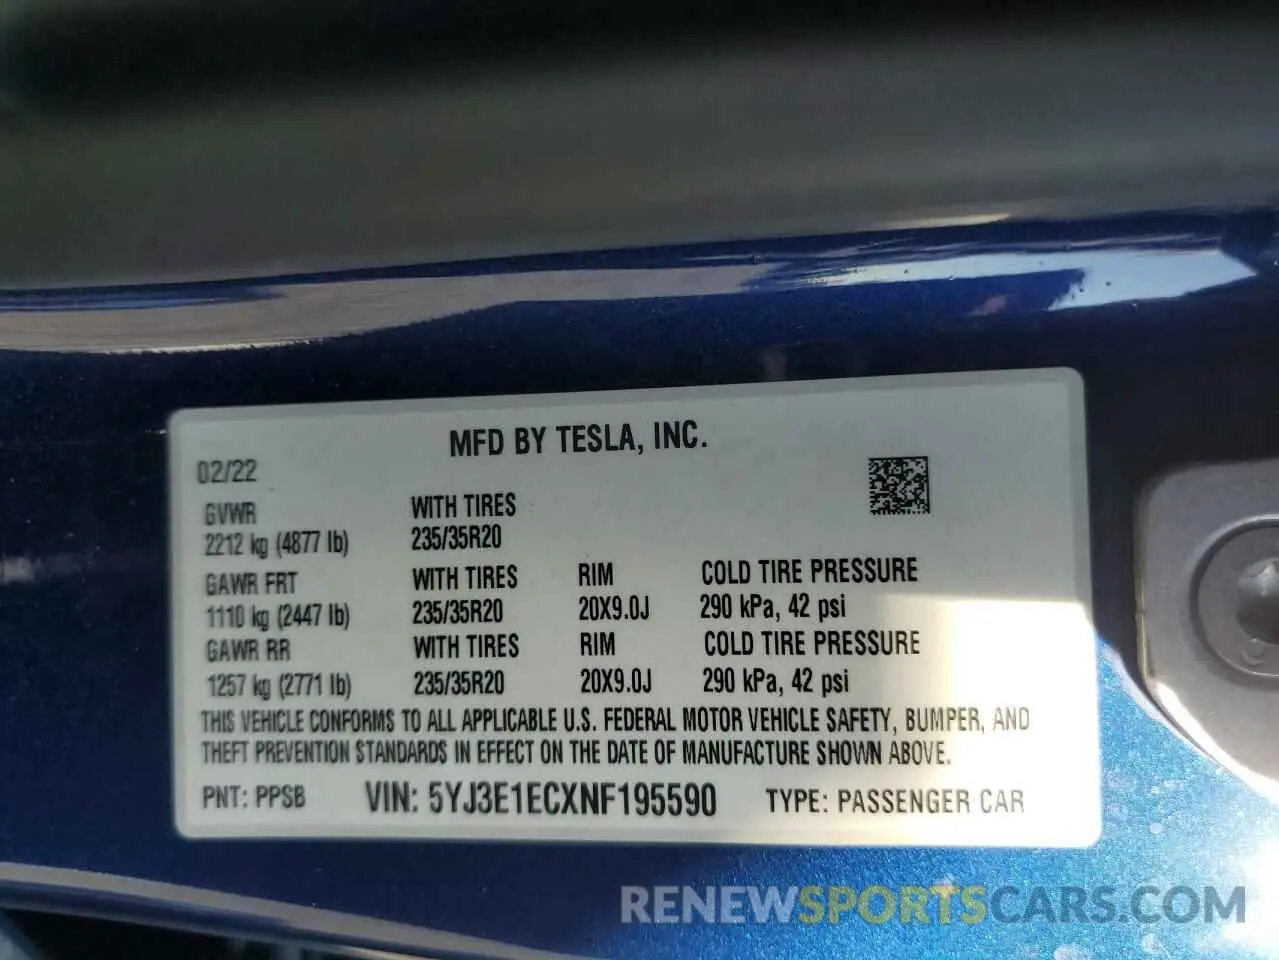 MFD BY TESLA, INC.
02/22
GVWR WITH TIRES
2212 kg (4877 lb) 235/35R20
GAWR FRT WITH TIRES RIM COLD TIRE PRESSURE
1110 kg (2447 lb) 235/35R20 20X9.0J 290 kPa, 42 psi
GAWR RR WITH TIRES RIM COLD TIRE PRESSURE
1257 kg (2771 lb) 235/35R20 20X9.0J 290 kPa, 42 psi
THIS VEHICLE CONFORMS TO ALL APPLICABLE U.S. FEDERAL MOTOR VEHICLE SAFETY, BUMPER, AND
THEFT PREVENTION STANDARDS IN EFFECT ON THE DATE OF MANUFACTURE SHOWN ABOVE.
PNT: PPSB VIN: 5YJ3E1ECXNF195590 TYPE: PASSENGER CAR
RENEWSPORTSCARS.COM